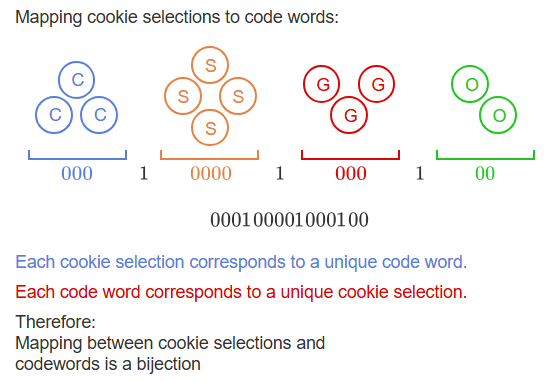 Mapping cookie selections to code words:
C
C C
S
S S
S
G G
G
O
O
000 1 0000 1 000 1 00
000100001000100
Each cookie selection corresponds to a unique code word.
Each code word corresponds to a unique cookie selection.
Therefore:
Mapping between cookie selections and
codewords is a bijection